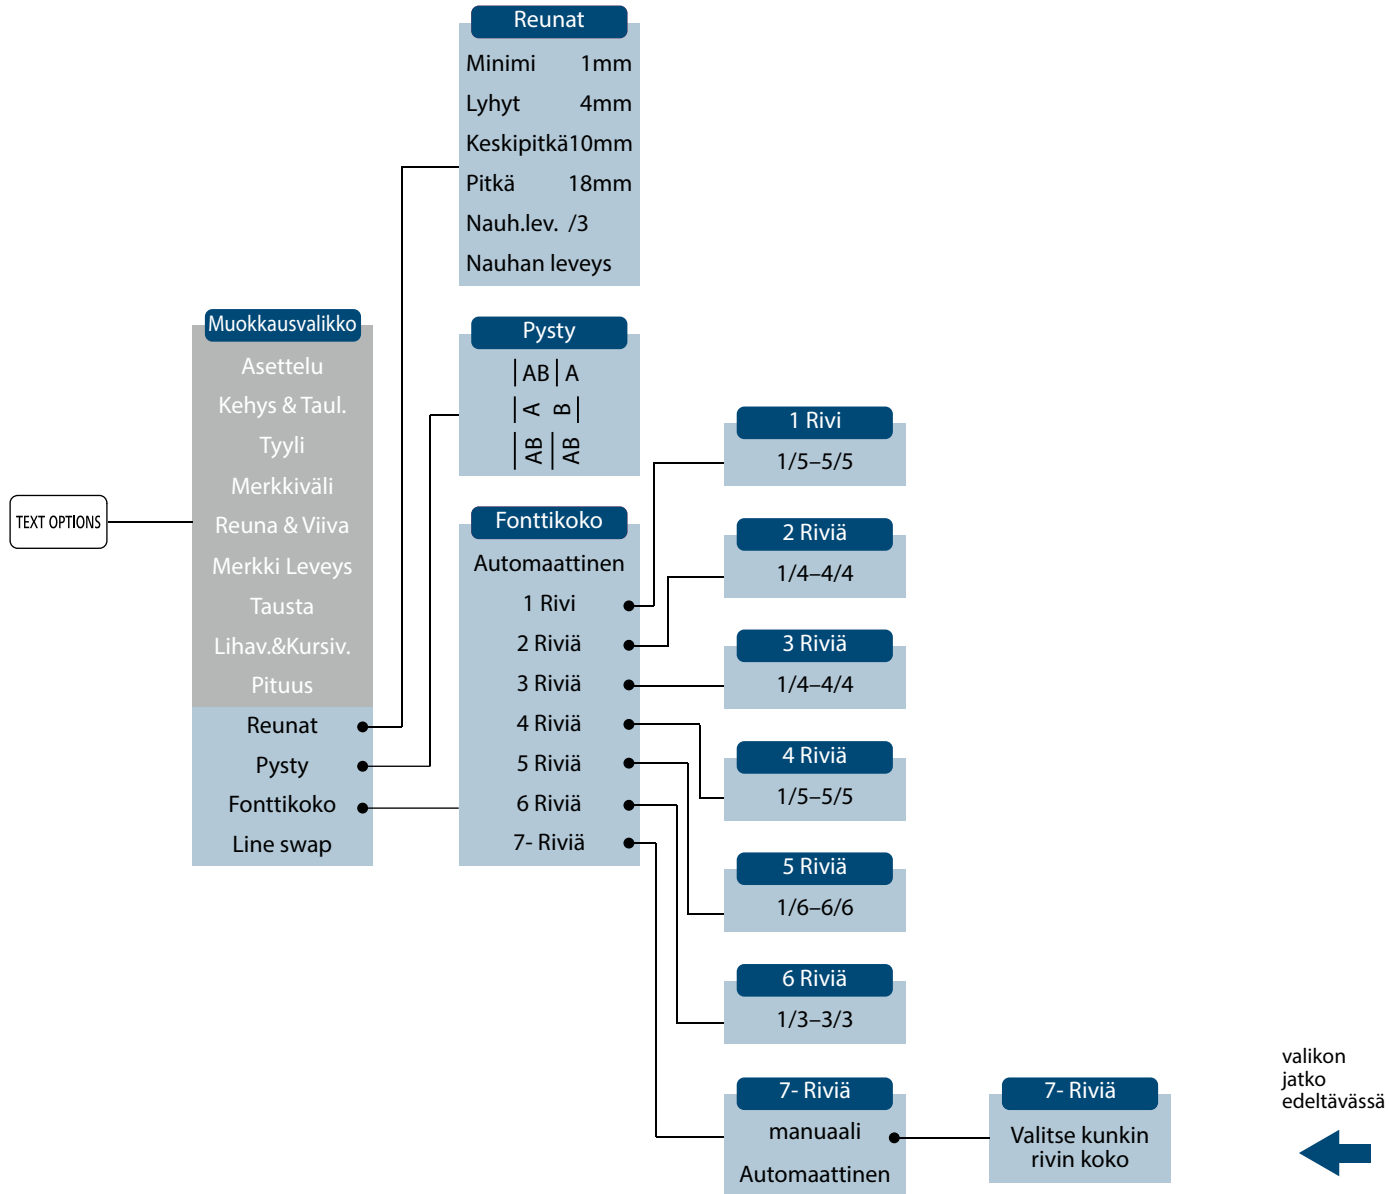 TEXT OPTIONS
Muokkausvalikko
Asettelu
Kehys & Taul.
Tyyli
Merkkiväli
Reuna & Viiva
Merkki Leveys
Tausta
Lihav.&Kursiv.
Pituus
Reunat
Pysty
Fonttikoko
Line swap
Reunat
Minimi 1mm
Lyhyt 4mm
Keskipitkä10mm
Pitkä 18mm
Nauh.lev. /3
Nauhan leveys
Pysty
AB A
A B
AB AB
Fonttikoko
Automaattinen
1 Rivi
2 Riviä
3 Riviä
4 Riviä
5 Riviä
6 Riviä
7- Riviä
1 Rivi
1/5–5/5
2 Riviä
1/4–4/4
3 Riviä
1/4–4/4
4 Riviä
1/5–5/5
5 Riviä
1/6–6/6
6 Riviä
1/3–3/3
7- Riviä
manuaali
Automaattinen
7- Riviä
Valitse kunkin
rivin koko
valikon
jatko
edeltävässä